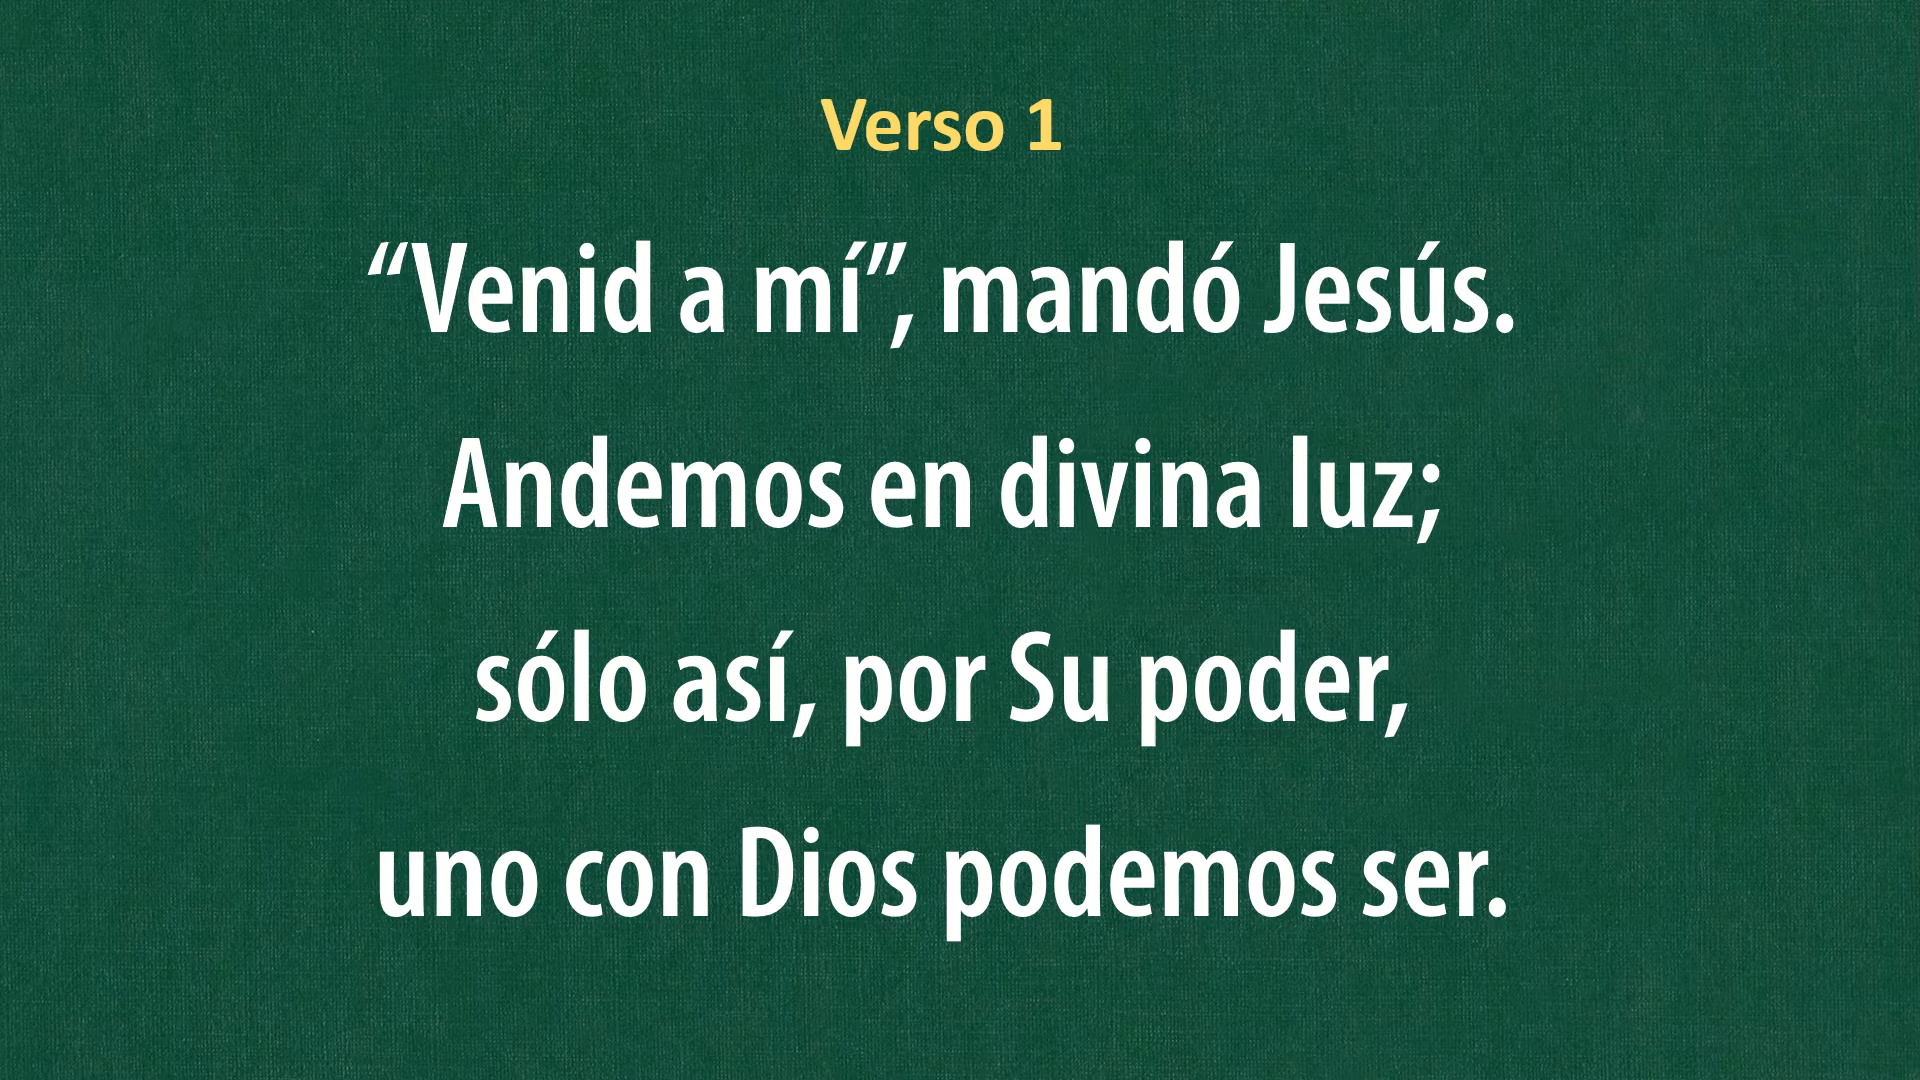 Verso 1
“Venid a mí”, mandó Jesús.
Andemos en divina luz;
sólo así, por Su poder,
uno con Dios podemos ser.